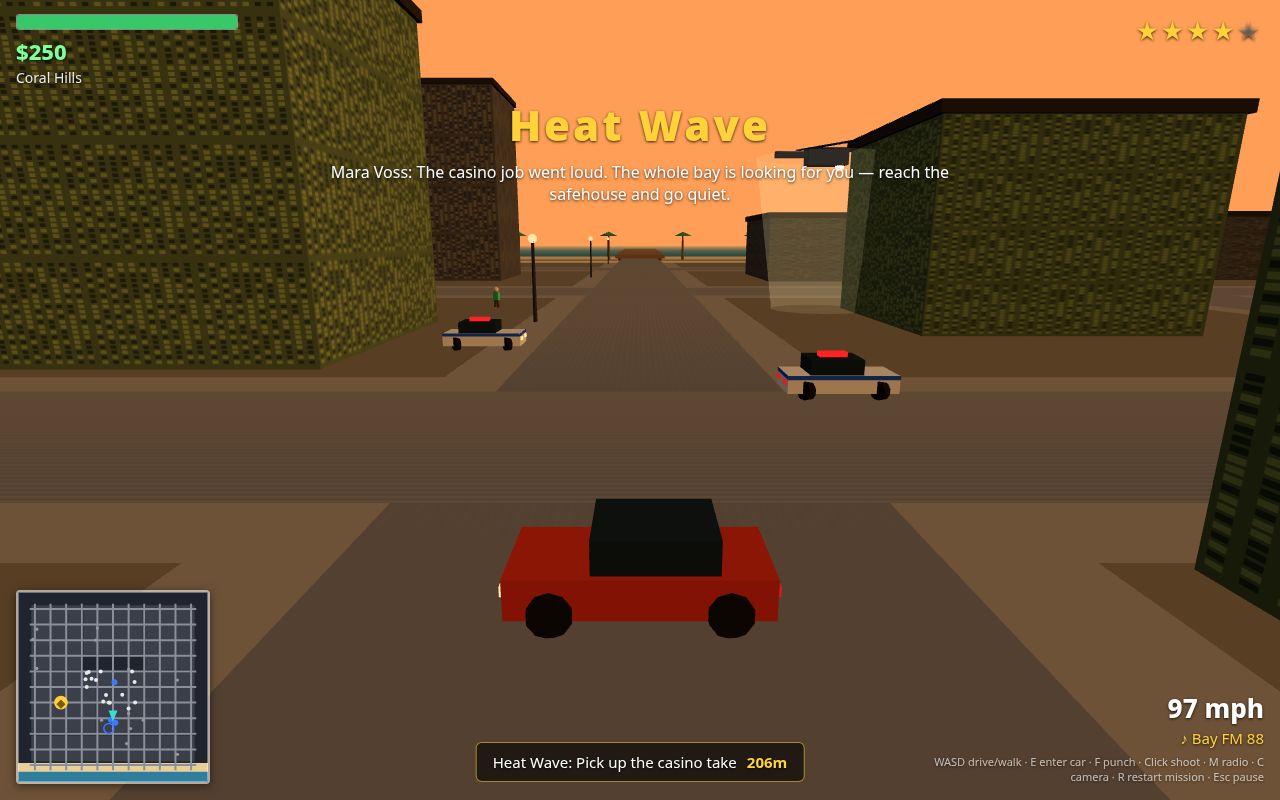 $250
Coral Hills
★★★★★
Heat Wave
Mara Voss: The casino job went loud. The whole bay is looking for you — reach the
safehouse and go quiet.
97 mph
♪ Bay FM 88
WASD drive/walk · E enter car · F punch · Click shoot · M radio · C
camera · R restart mission · Esc pause
Heat Wave: Pick up the casino take 206m